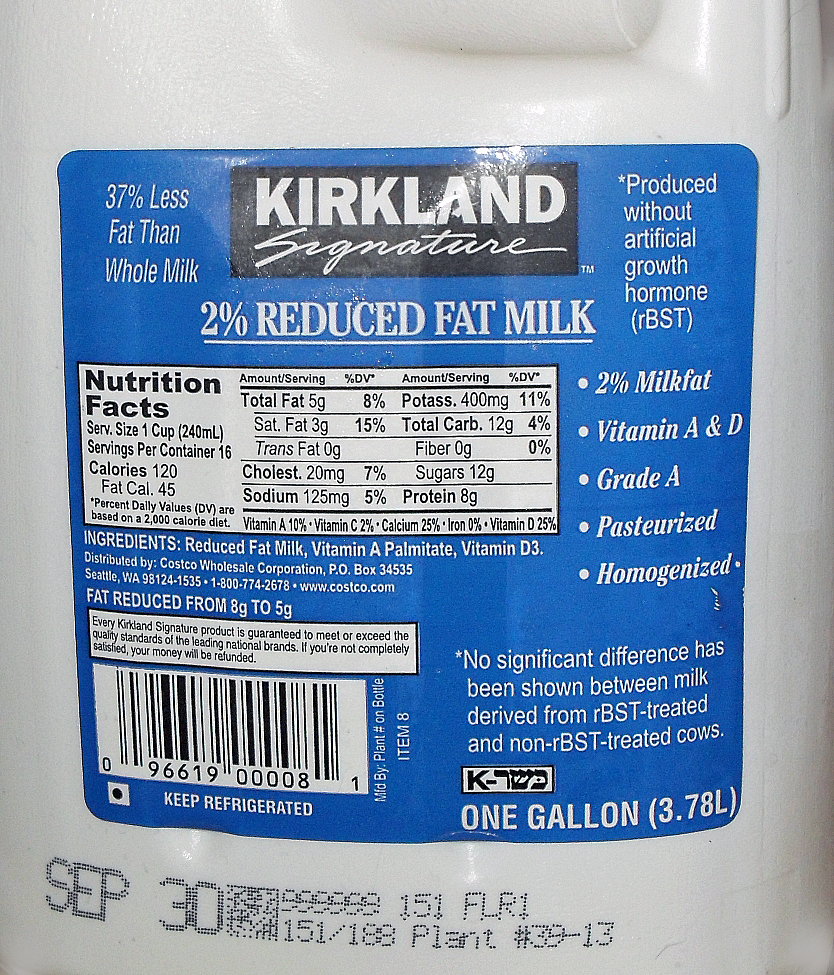 37% Less
Fat Than
Whole Milk
KIRKLAND
Signature™
*Produced
without
artificial
growth
hormone
(rBST)
2% REDUCED FAT MILK
Nutrition
Facts
Serv. Size 1 Cup (240mL)
Servings Per Container 16
Calories 120
Fat Cal. 45
*Percent Daily Values (DV) are
based on a 2,000 calorie diet.
Amount/Serving %DV* Amount/Serving %DV*
Total Fat 5g 8% Potass. 400mg 11%
Sat. Fat 3g 15% Total Carb. 12g 4%
Trans Fat 0g Fiber 0g 0%
Cholest. 20mg 7% Sugars 12g
Sodium 125mg 5% Protein 8g
Vitamin A 10% • Vitamin C 2% • Calcium 25% • Iron 0% • Vitamin D 25%
• 2% Milkfat
• Vitamin A & D
• Grade A
• Pasteurized
• Homogenized
INGREDIENTS: Reduced Fat Milk, Vitamin A Palmitate, Vitamin D3.
Distributed by: Costco Wholesale Corporation, P.O. Box 34535
Seattle, WA 98124-1535 • 1-800-774-2678 • www.costco.com
FAT REDUCED FROM 8g TO 5g
Every Kirkland Signature product is guaranteed to meet or exceed the
quality standards of the leading national brands. If you're not completely
satisfied, your money will be refunded.
0 96619 00008 1
Mfd By: Plant # on Bottle
ITEM 8
KEEP REFRIGERATED
*No significant difference has
been shown between milk
derived from rBST-treated
and non-rBST-treated cows.
K-כשר
ONE GALLON (3.78L)
SEP 30
151 FLR1
151/188 Plant #39-13